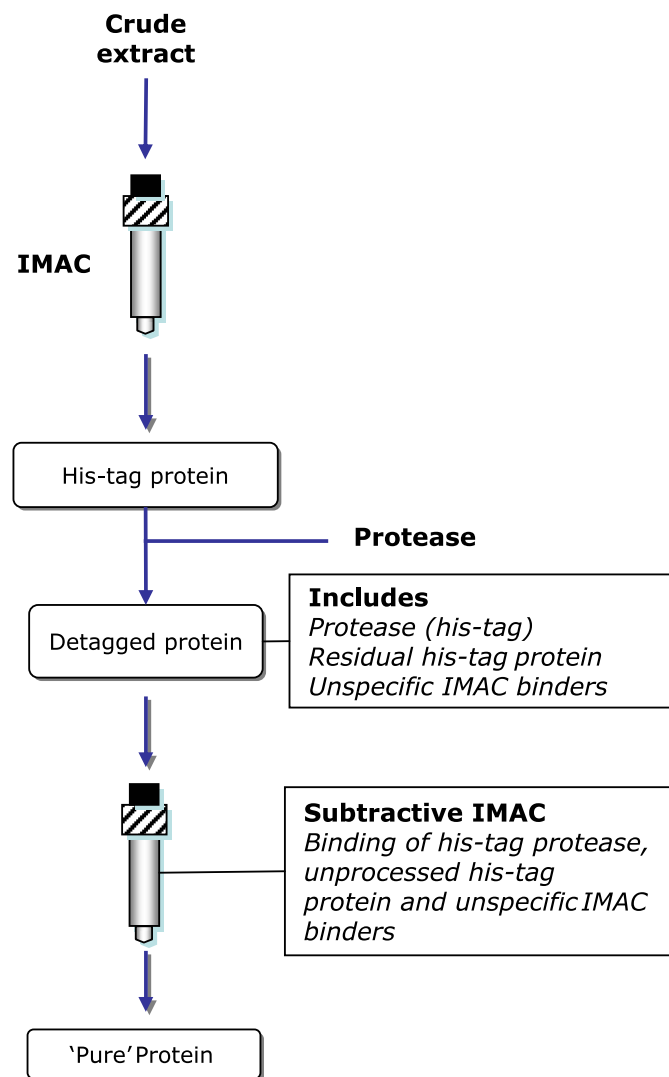 Crude
extract
IMAC
His-tag protein
Protease
Detagged protein
Includes
Protease (his-tag)
Residual his-tag protein
Unspecific IMAC binders
Subtractive IMAC
Binding of his-tag protease,
unprocessed his-tag
protein and unspecific IMAC
binders
‘Pure’ Protein